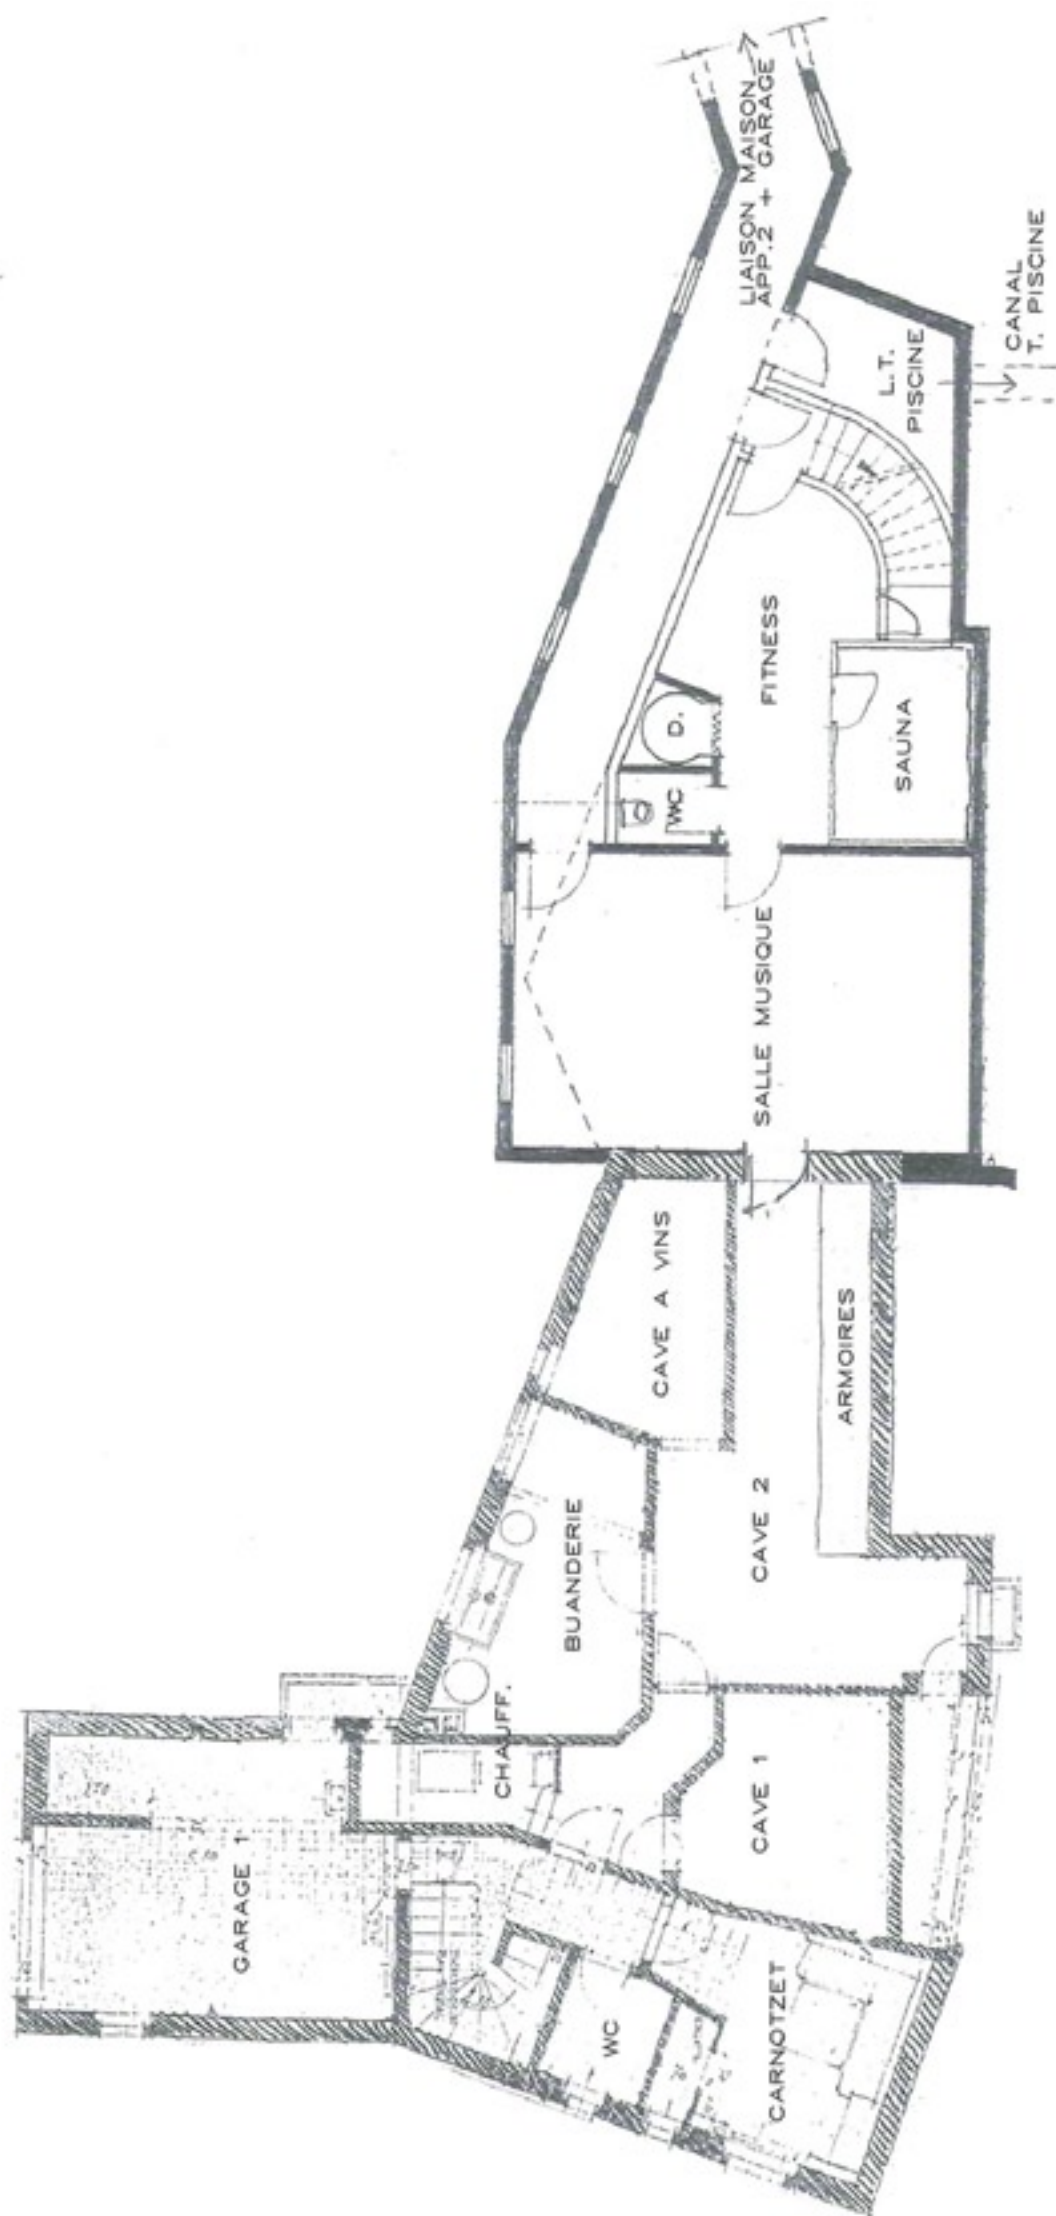 LIAISON MAISON
APP.2 + GARAGE
CANAL
T. PISCINE
L.T.
PISCINE
FITNESS
D.
WC
SAUNA
SALLE MUSIQUE
CAVE A VINS
ARMOIRES
CAVE 2
BUANDERIE
CHAUFF.
CAVE 1
GARAGE 1
WC
CARNOTZET